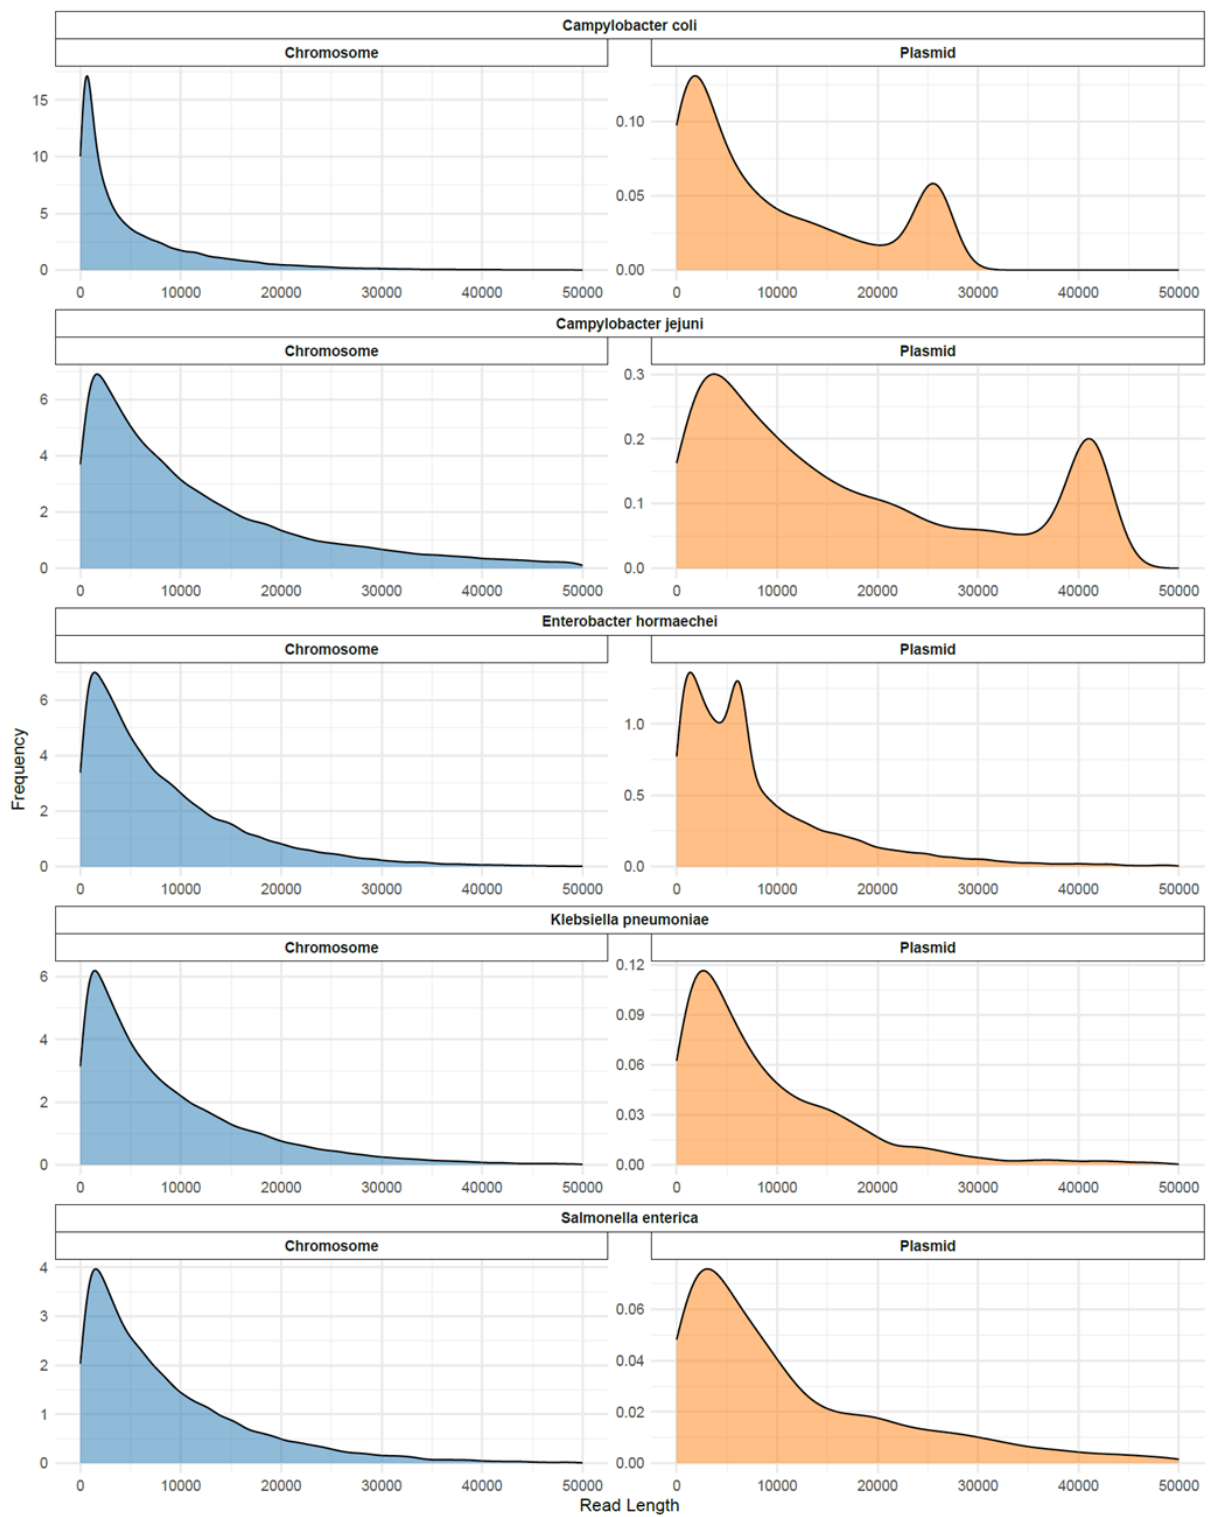 Campylobacter coli
Chromosome Plasmid
15
10
5
0
0.10
0.05
0.00
0 10000 20000 30000 40000 50000 0 10000 20000 30000 40000 50000
Campylobacter jejuni
Chromosome Plasmid
6
4
2
0
0.3
0.2
0.1
0.0
0 10000 20000 30000 40000 50000 0 10000 20000 30000 40000 50000
Enterobacter hormaechei
Chromosome Plasmid
6
4
2
0
1.0
0.5
0.0
0 10000 20000 30000 40000 50000 0 10000 20000 30000 40000 50000
Frequency
Klebsiella pneumoniae
Chromosome Plasmid
6
4
2
0
0.12
0.09
0.06
0.03
0.00
0 10000 20000 30000 40000 50000 0 10000 20000 30000 40000 50000
Salmonella enterica
Chromosome Plasmid
4
3
2
1
0
0.06
0.04
0.02
0.00
0 10000 20000 30000 40000 50000 0 10000 20000 30000 40000 50000
Read Length